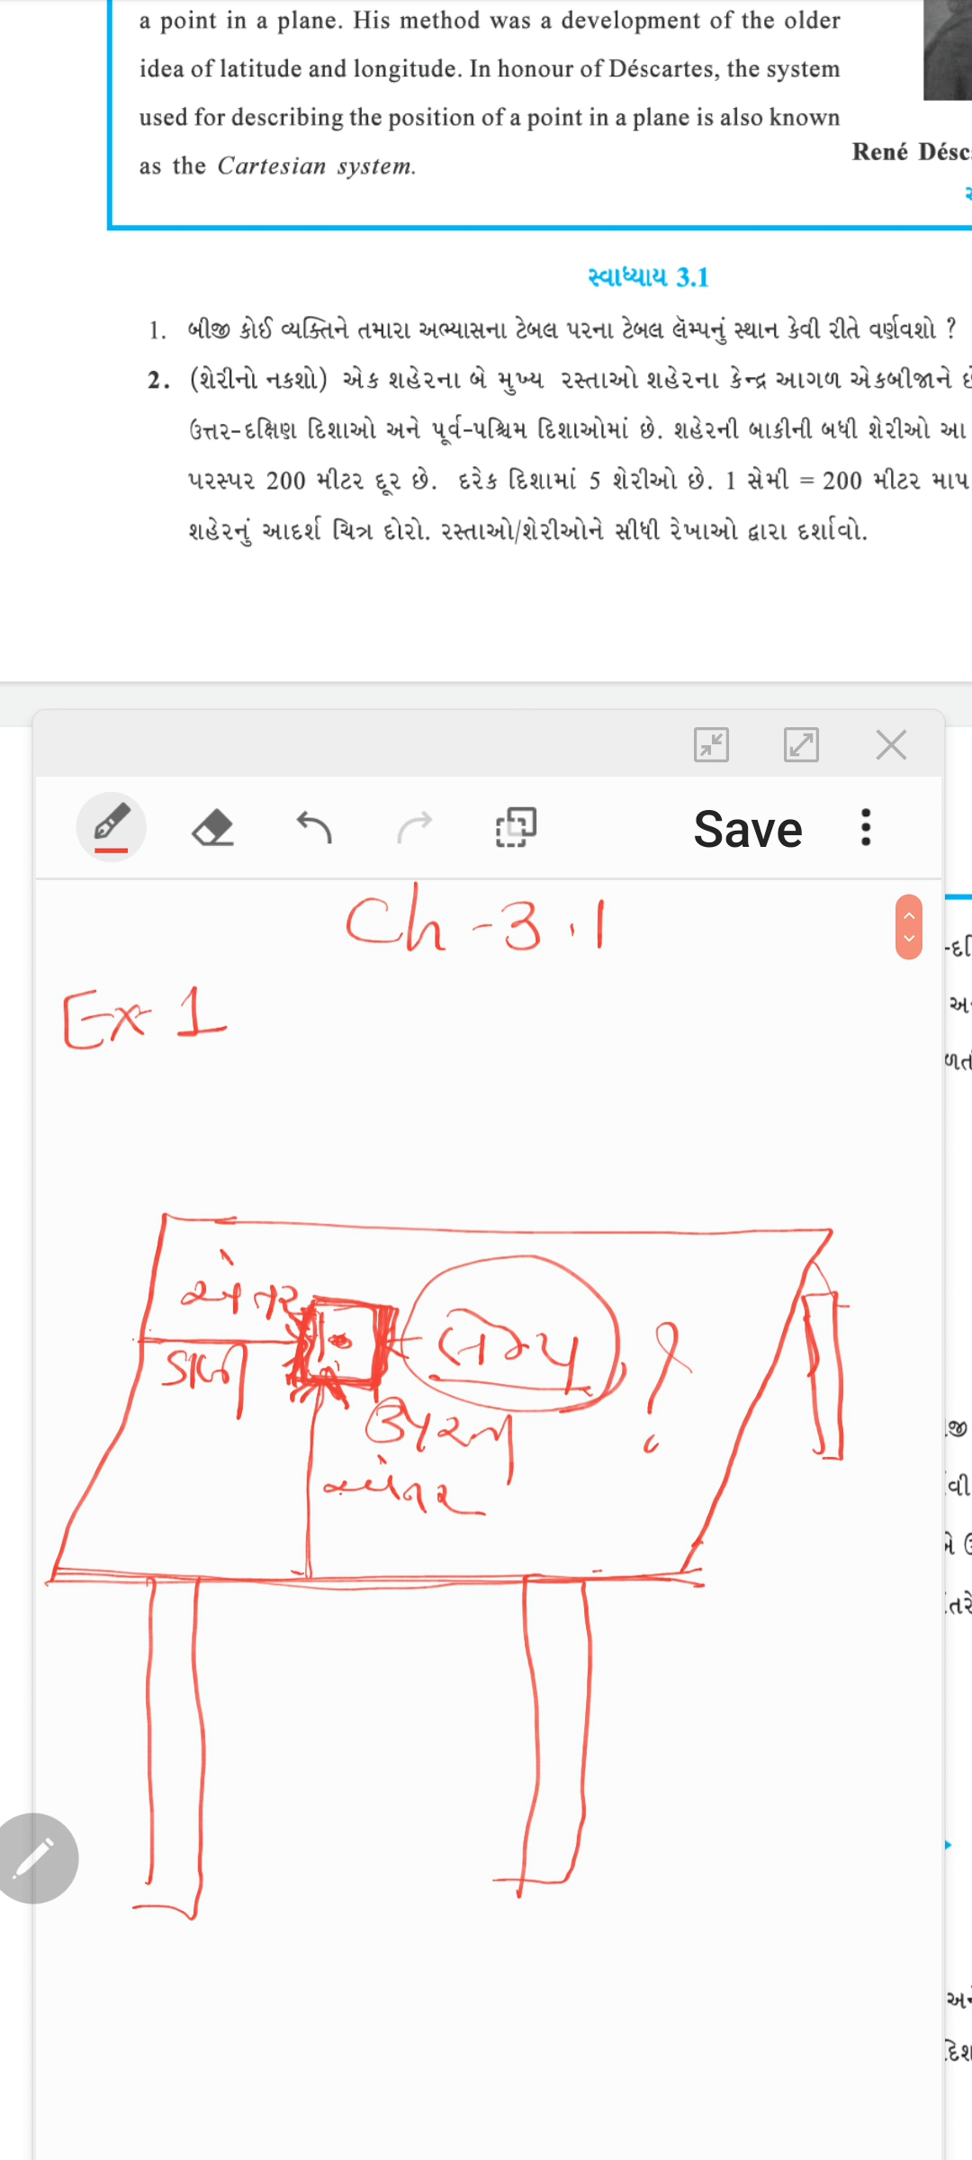 a point in a plane. His method was a development of the older
idea of latitude and longitude. In honour of Déscartes, the system
used for describing the position of a point in a plane is also known
as the Cartesian system.
René Désc
સ્વાધ્યાય 3.1
1. બીજી કોઈ વ્યક્તિને તમારા અભ્યાસના ટેબલ પરના ટેબલ લૅમ્પનું સ્થાન કેવી રીતે વર્ણવશો ?
2. (શેરીનો નકશો) એક શહેરના બે મુખ્ય રસ્તાઓ શહેરના કેન્દ્ર આગળ એકબીજાને
ઉત્તર-દક્ષિણ દિશાઓ અને પૂર્વ-પશ્ચિમ દિશાઓમાં છે. શહેરની બાકીની બધી શેરીઓ આ
પરસ્પર 200 મીટર દૂર છે. દરેક દિશામાં 5 શેરીઓ છે. 1 સેમી = 200 મીટર માપ
શહેરનું આદર્શ ચિત્ર દોરો. રસ્તાઓ/શેરીઓને સીધી રેખાઓ દ્વારા દર્શાવો.
Save
Ch - 3.1
Ex 1